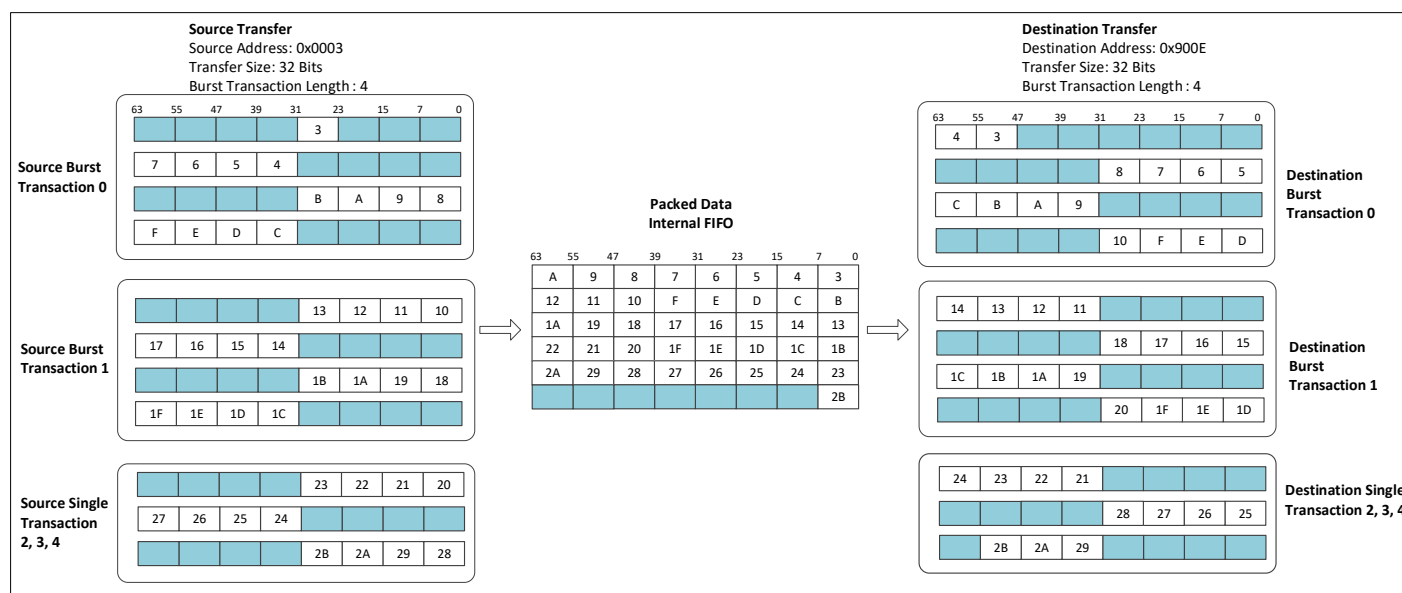 Source Transfer
Source Address: 0x0003
Transfer Size: 32 Bits
Burst Transaction Length : 4
63 55 47 39 31 23 15 7 0
3
Source Burst
Transaction 0
7 6 5 4
B A 9 8
F E D C
Source Burst
Transaction 1
13 12 11 10
17 16 15 14
1B 1A 19 18
1F 1E 1D 1C
Source Single
Transaction
2, 3, 4
23 22 21 20
27 26 25 24
2B 2A 29 28
Packed Data
Internal FIFO
63 55 47 39 31 23 15 7 0
A 9 8 7 6 5 4 3
12 11 10 F E D C B
1A 19 18 17 16 15 14 13
22 21 20 1F 1E 1D 1C 1B
2A 29 28 27 26 25 24 23
2B
Destination Transfer
Destination Address: 0x900E
Transfer Size: 32 Bits
Burst Transaction Length : 4
63 55 47 39 31 23 15 7 0
4 3
8 7 6 5
C B A 9
10 F E D
Destination
Burst
Transaction 0
14 13 12 11
18 17 16 15
1C 1B 1A 19
20 1F 1E 1D
Destination
Burst
Transaction 1
24 23 22 21
28 27 26 25
2B 2A 29
Destination Single
Transaction 2, 3, 4